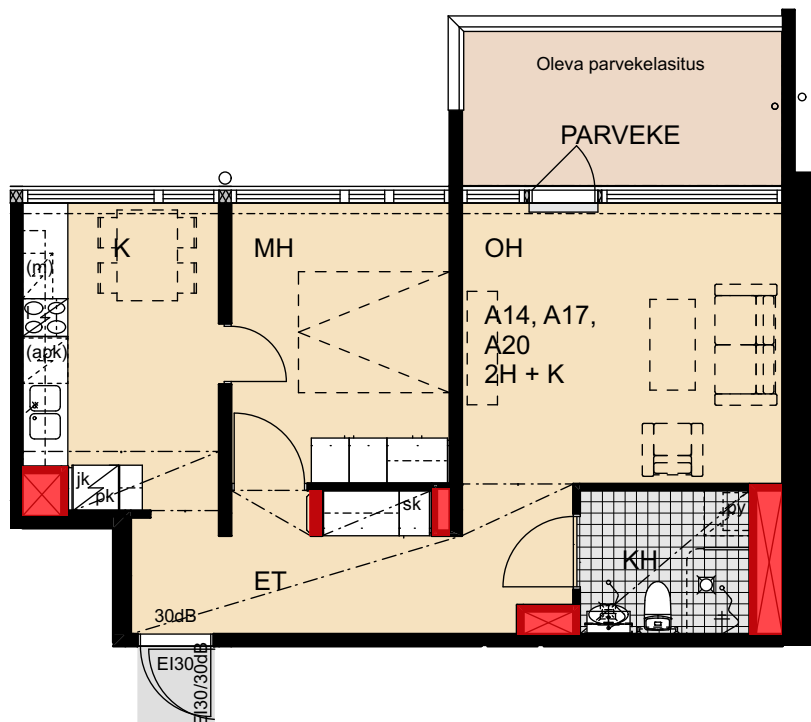 Oleva parvekelasitus
PARVEKE
K
MH
OH
(m)
A14, A17,
A20
2H + K
(apk)
jk
pk
sk
py
KH
ET
30dB
EI30
EI30/30dB